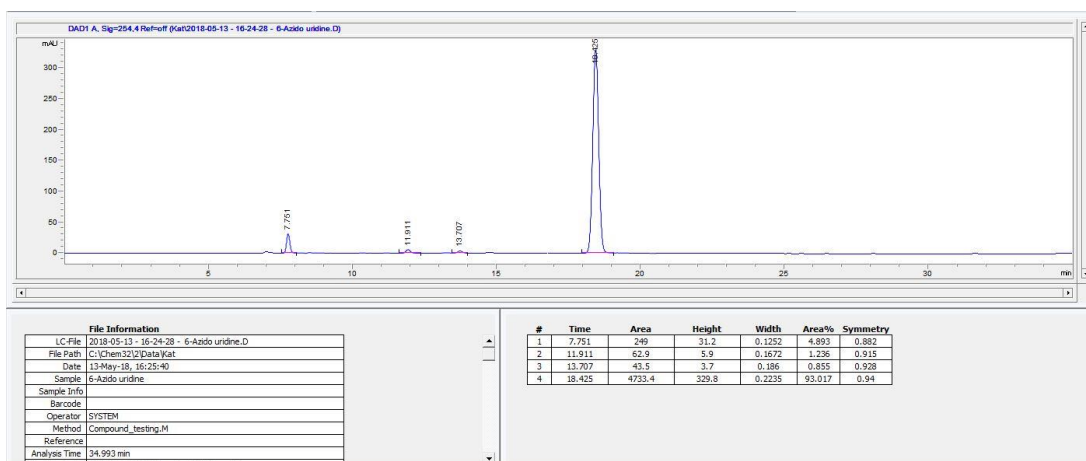 DAD1 A, Sig=254,4 Ref=off (Kat\2018-05-13 - 16-24-28 - 6-Azido uridine.D)
mAU
300
250
200
150
100
50
0
7.751
11.911
13.707
18.425
5 10 15 20 25 30 min
File Information
LC-File 2018-05-13 - 16-24-28 - 6-Azido uridine.D
File Path C:\Chem32\2\Data\Kat
Date 13-May-18, 16:25:40
Sample 6-Azido uridine
Sample Info
Barcode
Operator SYSTEM
Method Compound_testing.M
Reference
Analysis Time 34.993 min
# Time Area Height Width Area% Symmetry
1 7.751 249 31.2 0.1252 4.893 0.882
2 11.911 62.9 5.9 0.1672 1.236 0.915
3 13.707 43.5 3.7 0.186 0.855 0.928
4 18.425 4733.4 329.8 0.2235 93.017 0.94